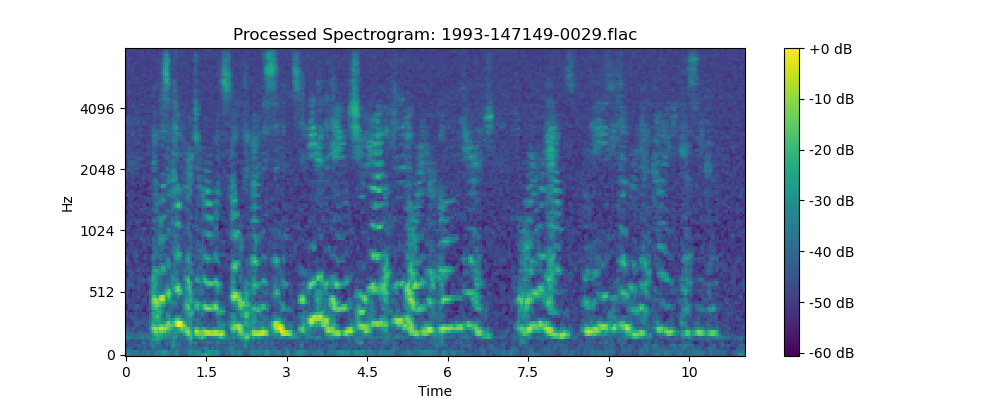 Processed Spectrogram: 1993-147149-0029.flac
+0 dB
-10 dB
-20 dB
-30 dB
-40 dB
-50 dB
-60 dB
4096
2048
1024
512
0
Hz
0 1.5 3 4.5 6 7.5 9 10
Time